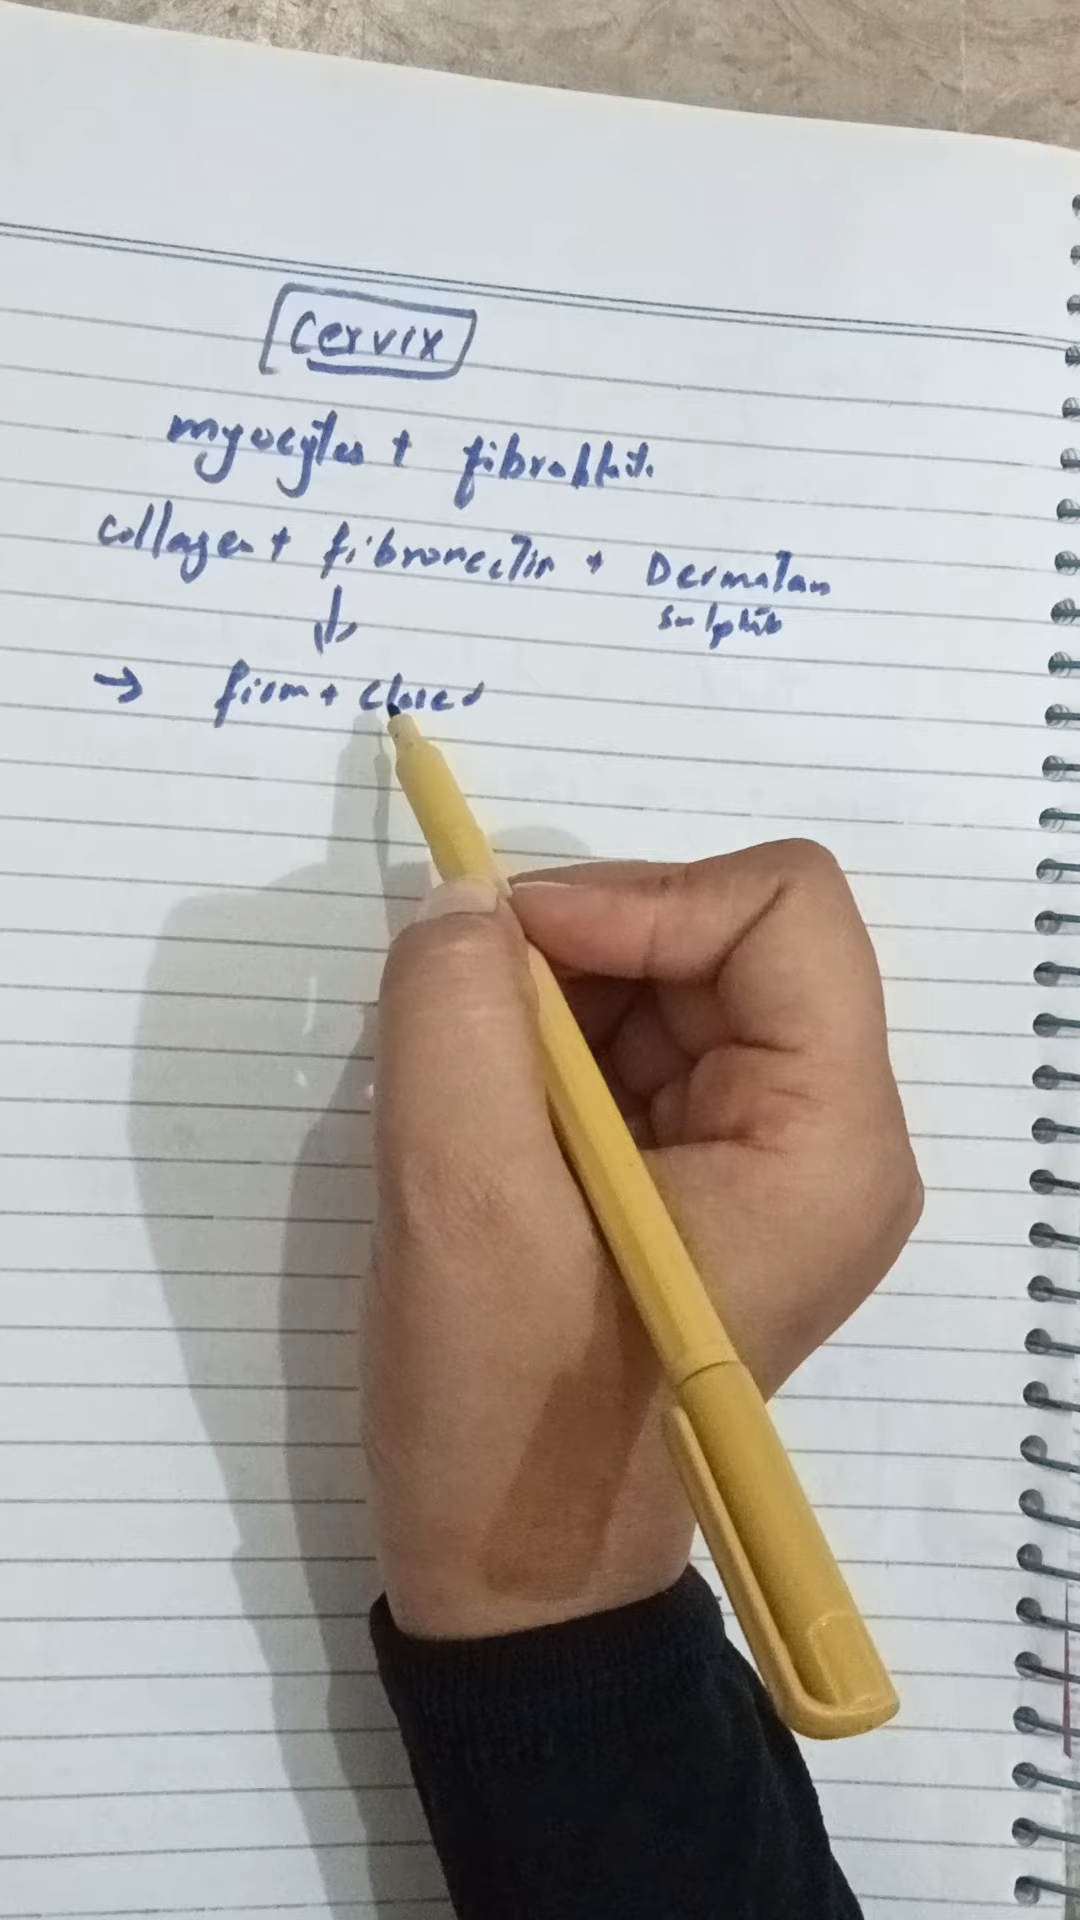 Cervix
myocytes + fibroblasts
collagen + fibronectin + Dermatan
sulphate
→ firm + closed